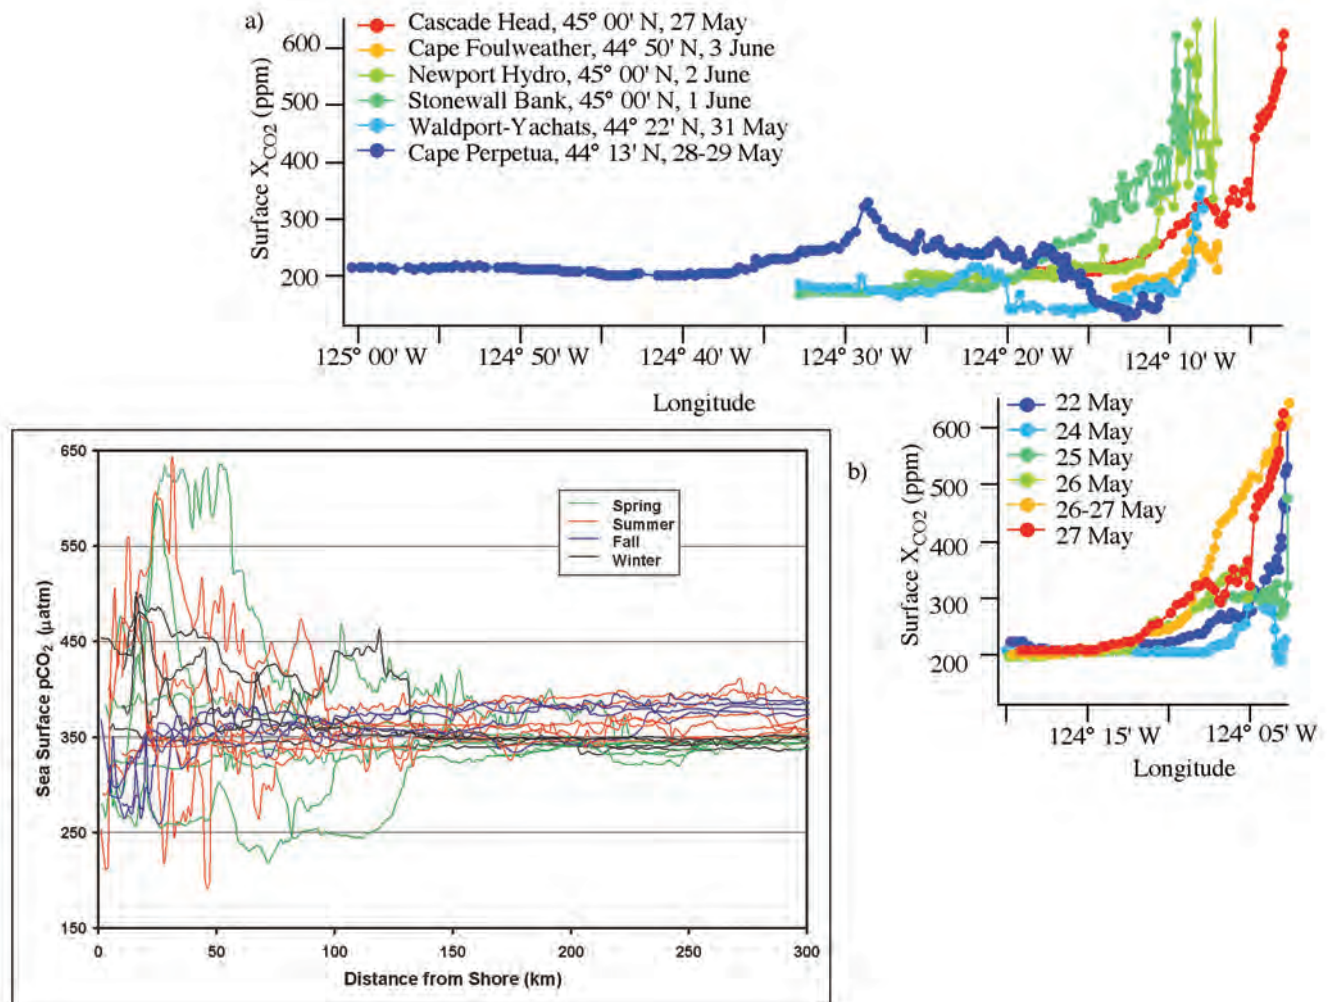 a)
Cascade Head, 45° 00' N, 27 May
Cape Foulweather, 44° 50' N, 3 June
Newport Hydro, 45° 00' N, 2 June
Stonewall Bank, 45° 00' N, 1 June
Waldport-Yachats, 44° 22' N, 31 May
Cape Perpetua, 44° 13' N, 28-29 May
Surface XCO2 (ppm)
600
500
400
300
200
125° 00' W 124° 50' W 124° 40' W 124° 30' W 124° 20' W 124° 10' W
Longitude
650
550
450
350
250
150
Sea Surface pCO2 (µatm)
Spring
Summer
Fall
Winter
0 50 100 150 200 250 300
Distance from Shore (km)
b)
22 May
24 May
25 May
26 May
26-27 May
27 May
Surface XCO2 (ppm)
600
500
400
300
200
124° 15' W 124° 05' W
Longitude